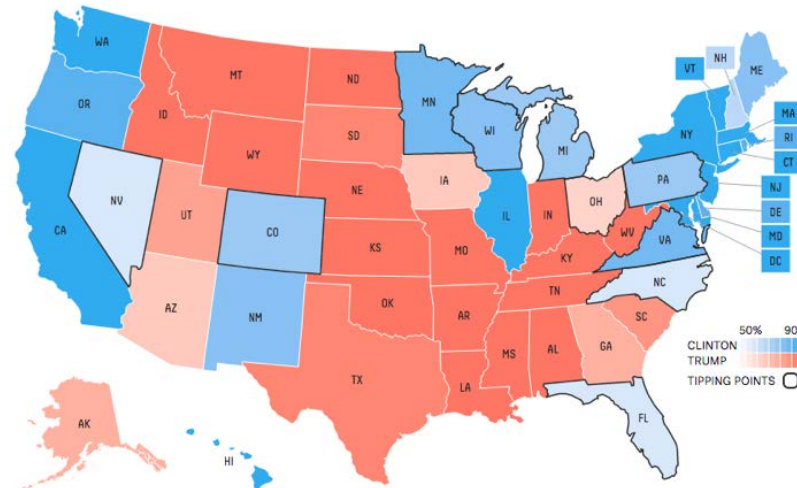 WA
MT
ND
MN
VT
NH
ME
OR
ID
SD
WI
MI
NY
MA
RI
CT
WY
IA
PA
NJ
NV
UT
NE
IL
IN
OH
DE
CA
CO
KS
MO
KY
WV
VA
MD
DC
AZ
NM
OK
AR
TN
NC
SC
TX
LA
MS
AL
GA
AK
HI
FL
50% 90
CLINTON
TRUMP
TIPPING POINTS